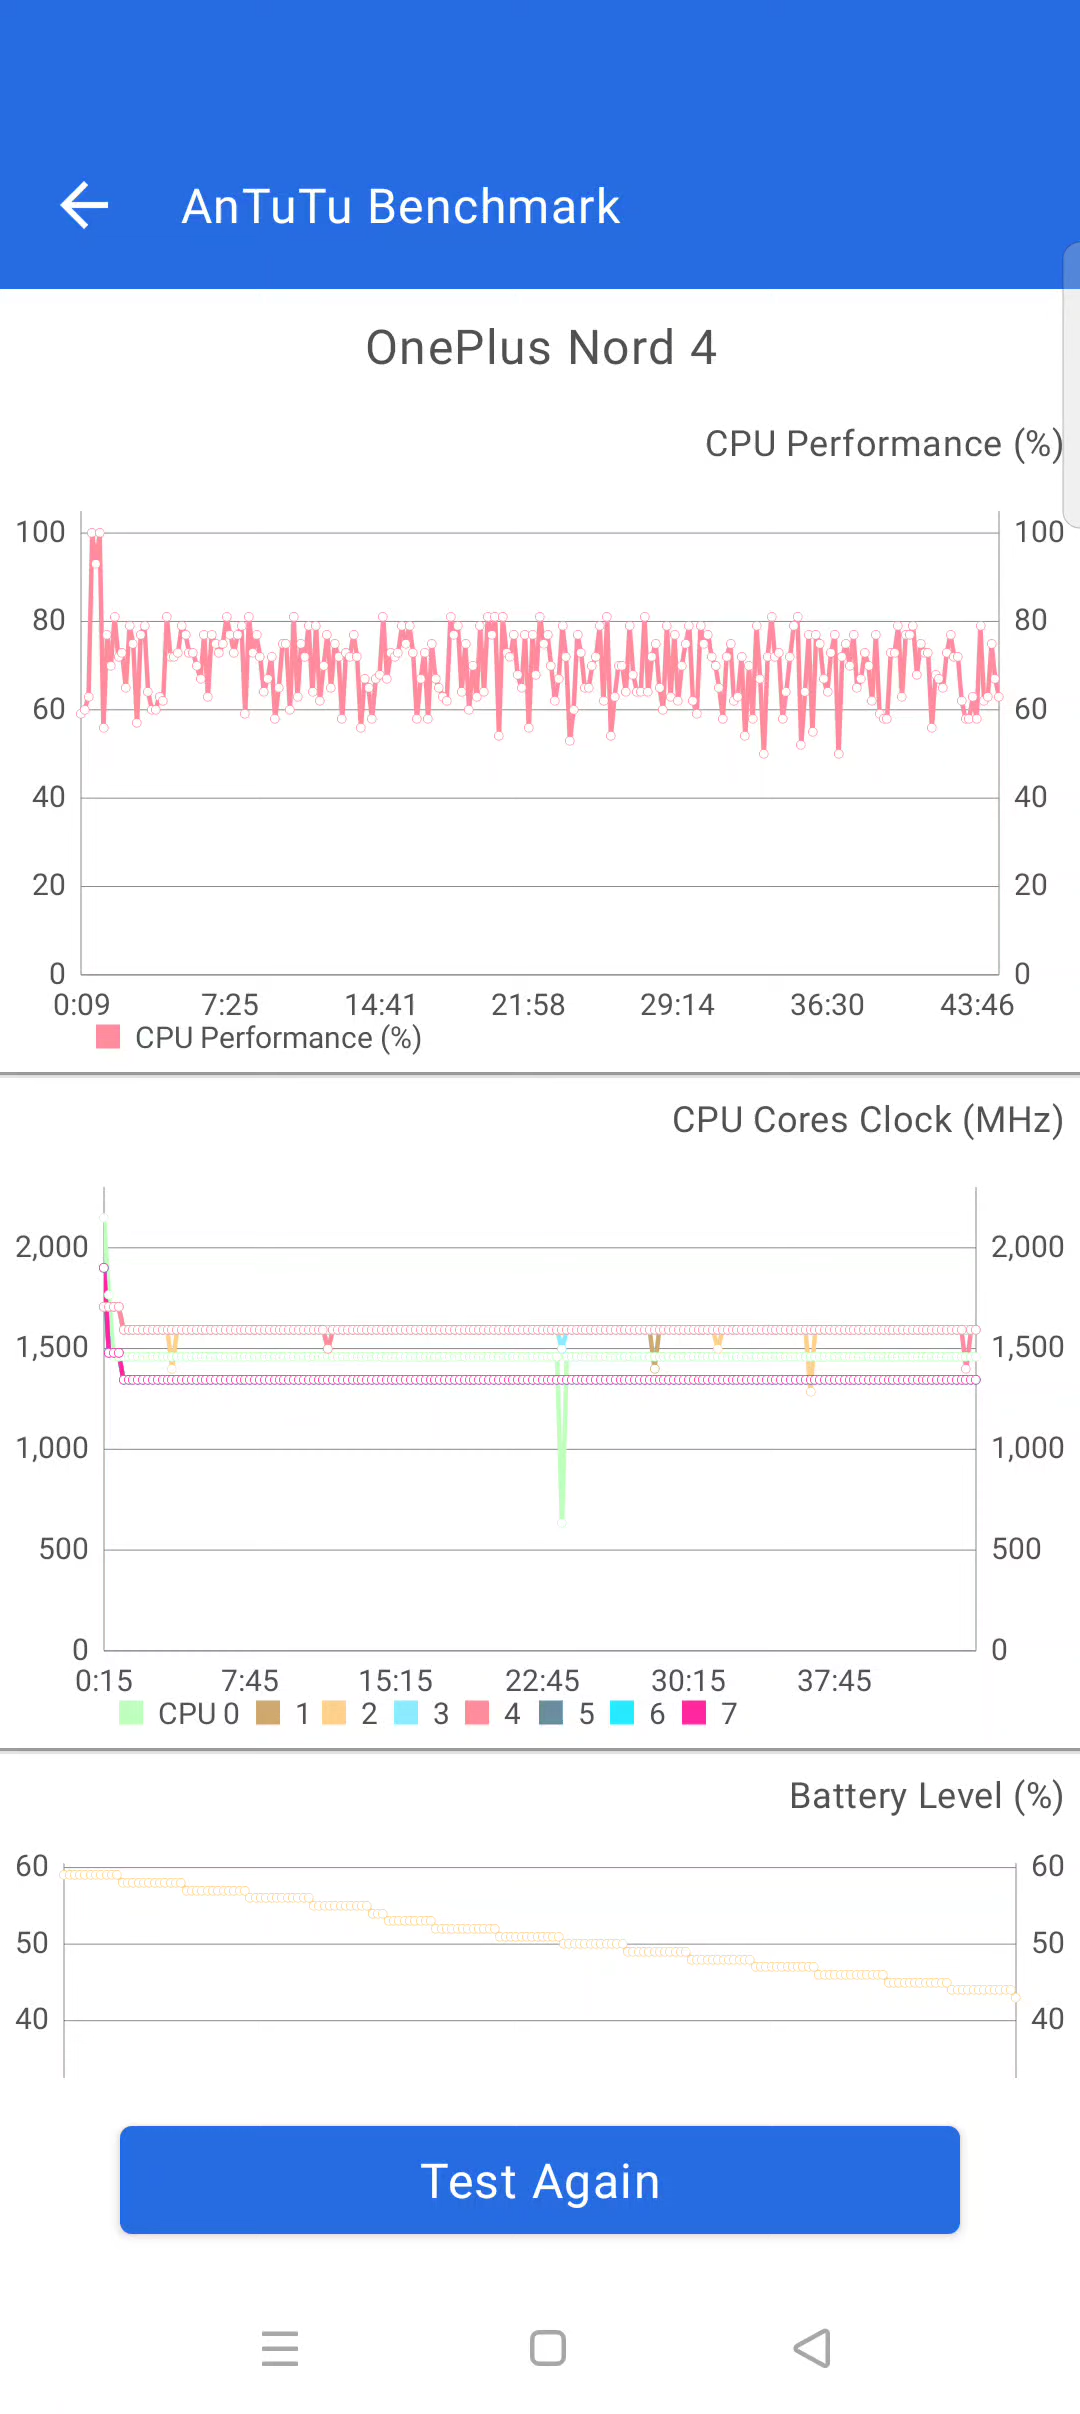 AnTuTu Benchmark
OnePlus Nord 4
CPU Performance (%)
100 100
80 80
60 60
40 40
20 20
0 0
0:09 7:25 14:41 21:58 29:14 36:30 43:46
CPU Performance (%)
CPU Cores Clock (MHz)
2,000 2,000
1,500 1,500
1,000 1,000
500 500
0 0
0:15 7:45 15:15 22:45 30:15 37:45
CPU 0 1 2 3 4 5 6 7
Battery Level (%)
60 60
50 50
40 40
Test Again